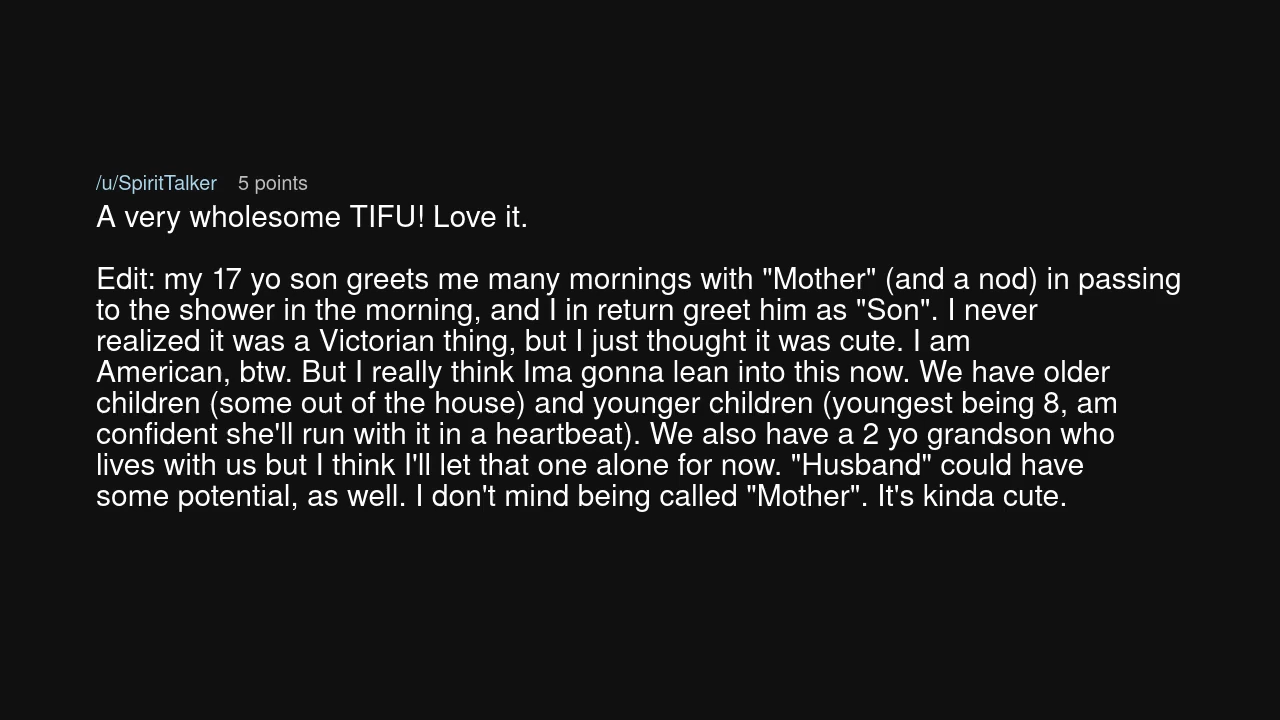 /u/SpiritTalker 5 points
A very wholesome TIFU! Love it.
Edit: my 17 yo son greets me many mornings with "Mother" (and a nod) in passing
to the shower in the morning, and I in return greet him as "Son". I never
realized it was a Victorian thing, but I just thought it was cute. I am
American, btw. But I really think Ima gonna lean into this now. We have older
children (some out of the house) and younger children (youngest being 8, am
confident she'll run with it in a heartbeat). We also have a 2 yo grandson who
lives with us but I think I'll let that one alone for now. "Husband" could have
some potential, as well. I don't mind being called "Mother". It's kinda cute.